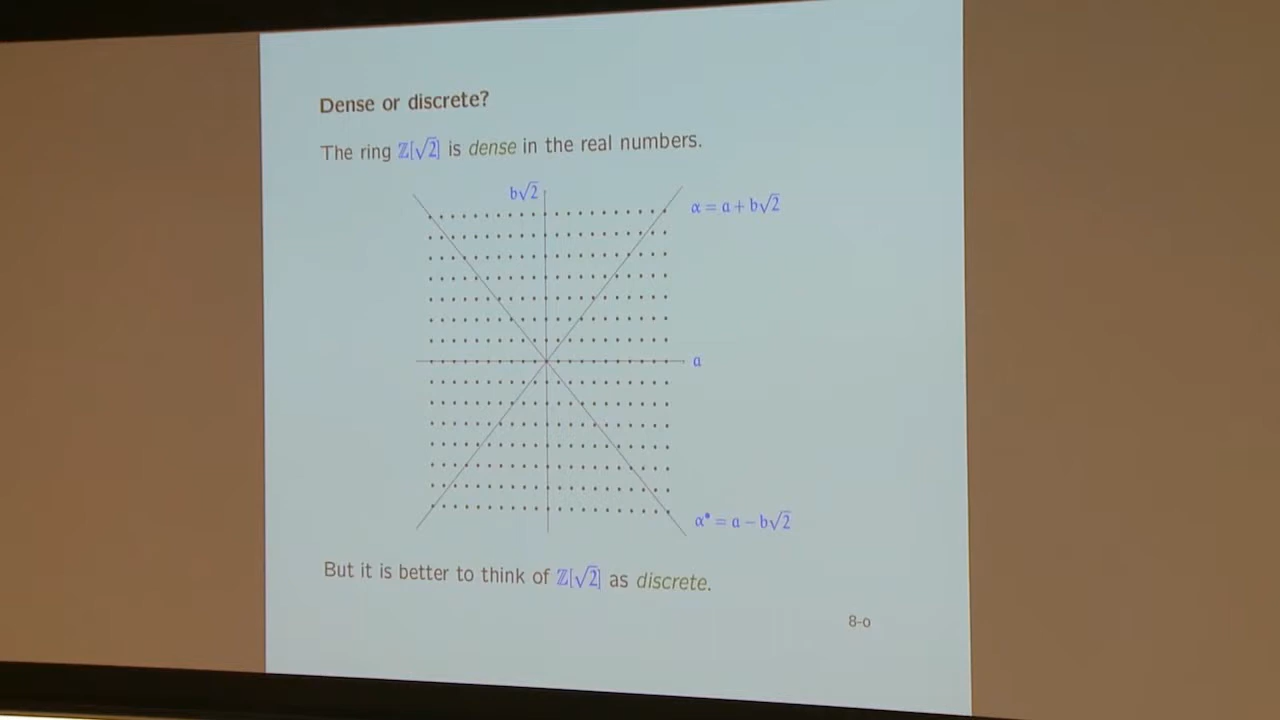 Dense or discrete?
The ring ℤ[√2] is dense in the real numbers.
b√2
α = a + b√2
a
α• = a − b√2
But it is better to think of ℤ[√2] as discrete.
8-o